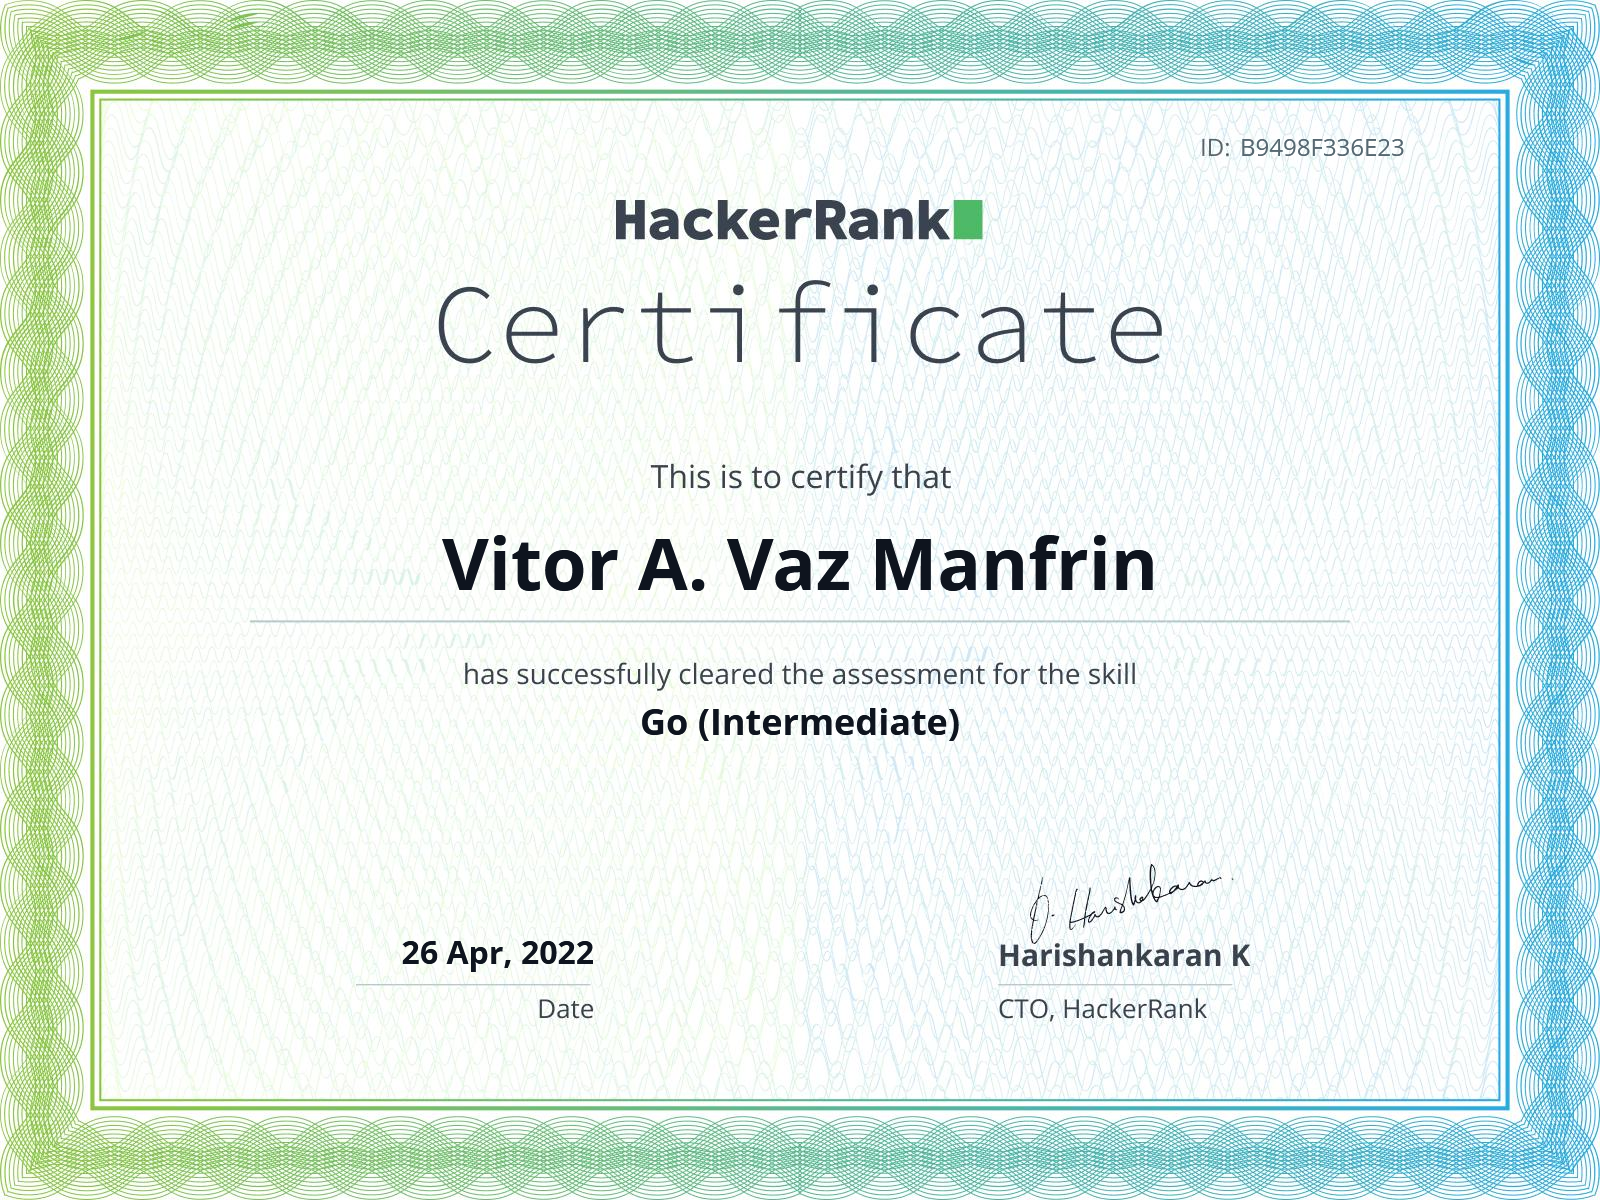 ID: B9498F336E23
HackerRank
Certificate
This is to certify that
Vitor A. Vaz Manfrin
has successfully cleared the assessment for the skill
Go (Intermediate)
26 Apr, 2022
Date
Harishankaran K
CTO, HackerRank